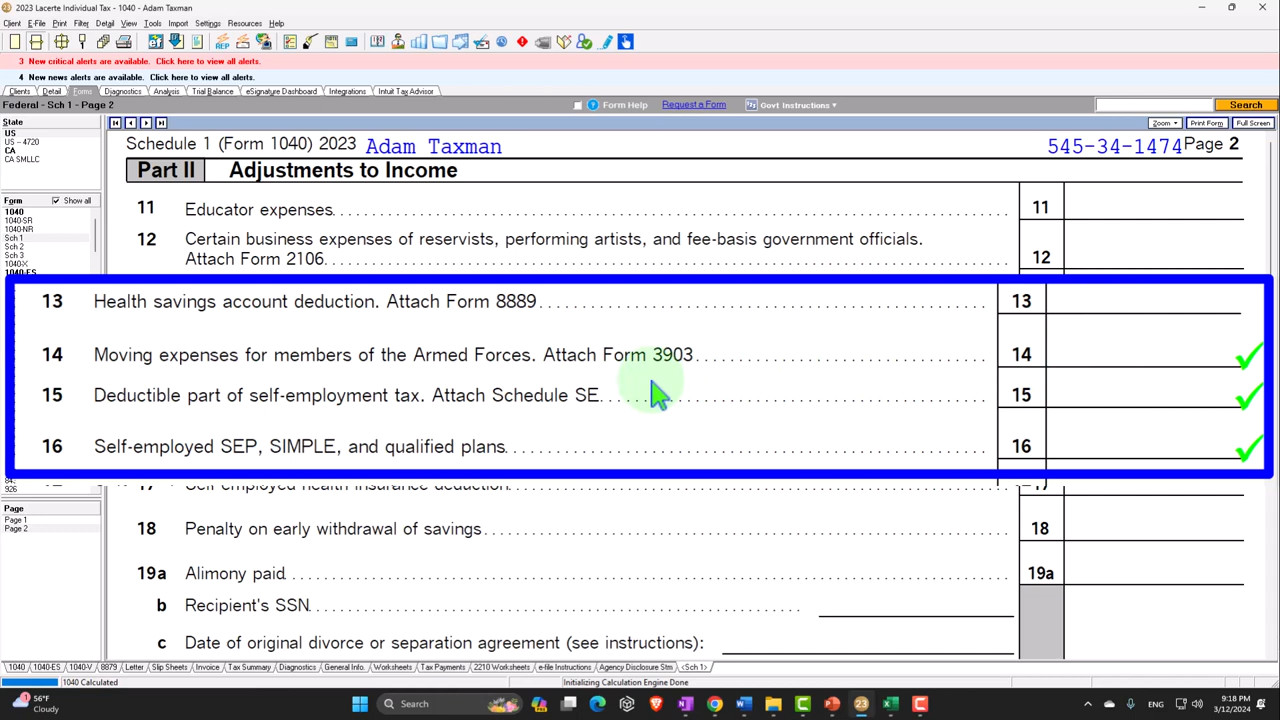 2023 Lacerte Individual Tax - 1040 - Adam Taxman
Client E-File Print Filter Detail View Tools Import Settings Resources Help
3 New critical alerts are available. Click here to view all alerts.
4 New news alerts are available. Click here to view all alerts.
Clients Detail Forms Diagnostics Analysis Trial Balance eSignature Dashboard Integrations Intuit Tax Advisor
Federal - Sch 1 - Page 2 Form Help Request a Form Govt Instructions Search
State Zoom Print Form Full Screen
US
US - 4720
CA
CA SMLLC
Form Show all
1040
1040-SR
1040-NR
Sch 1
Sch 2
Sch 3
1040-X
1040-ES
926
Page
Page 1
Page 2
Schedule 1 (Form 1040) 2023 Adam Taxman 545-34-1474 Page 2
Part II Adjustments to Income
11 Educator expenses 11
12 Certain business expenses of reservists, performing artists, and fee-basis government officials.
Attach Form 2106 12
13 Health savings account deduction. Attach Form 8889 13
14 Moving expenses for members of the Armed Forces. Attach Form 3903 14
15 Deductible part of self-employment tax. Attach Schedule SE 15
16 Self-employed SEP, SIMPLE, and qualified plans 16
18 Penalty on early withdrawal of savings 18
19a Alimony paid 19a
b Recipient's SSN
c Date of original divorce or separation agreement (see instructions):
1040 1040-ES 1040-V 8879 Letter Slip Sheets Invoice Tax Summary Diagnostics General Info. Worksheets Tax Payments 2210 Worksheets e-file Instructions Agency Disclosure Stm <Sch 1>
1040 Calculated Initializing Calculation Engine Done
56°F
Cloudy
Search
23
ENG
9:18 PM
3/12/2024